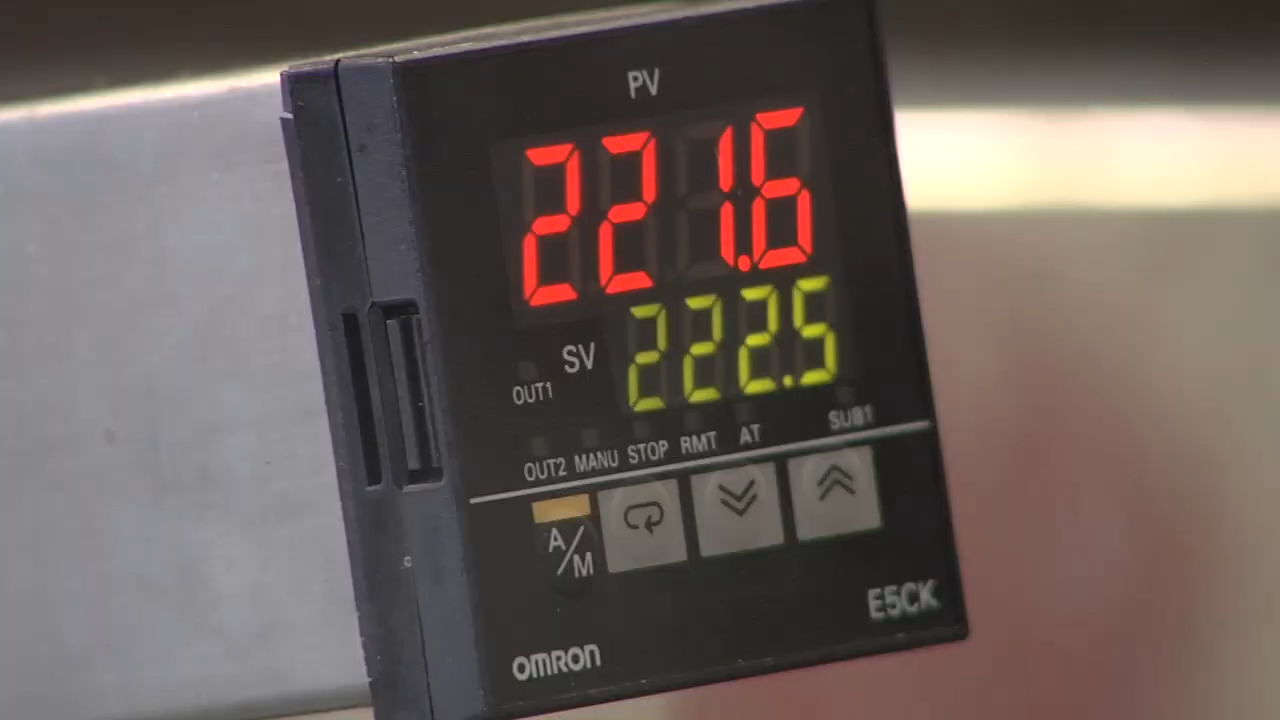 PV
221.6
SV 222.5
OUT1
OUT2 MANU STOP RMT AT SUB1
A/M
E5CK
OMRON